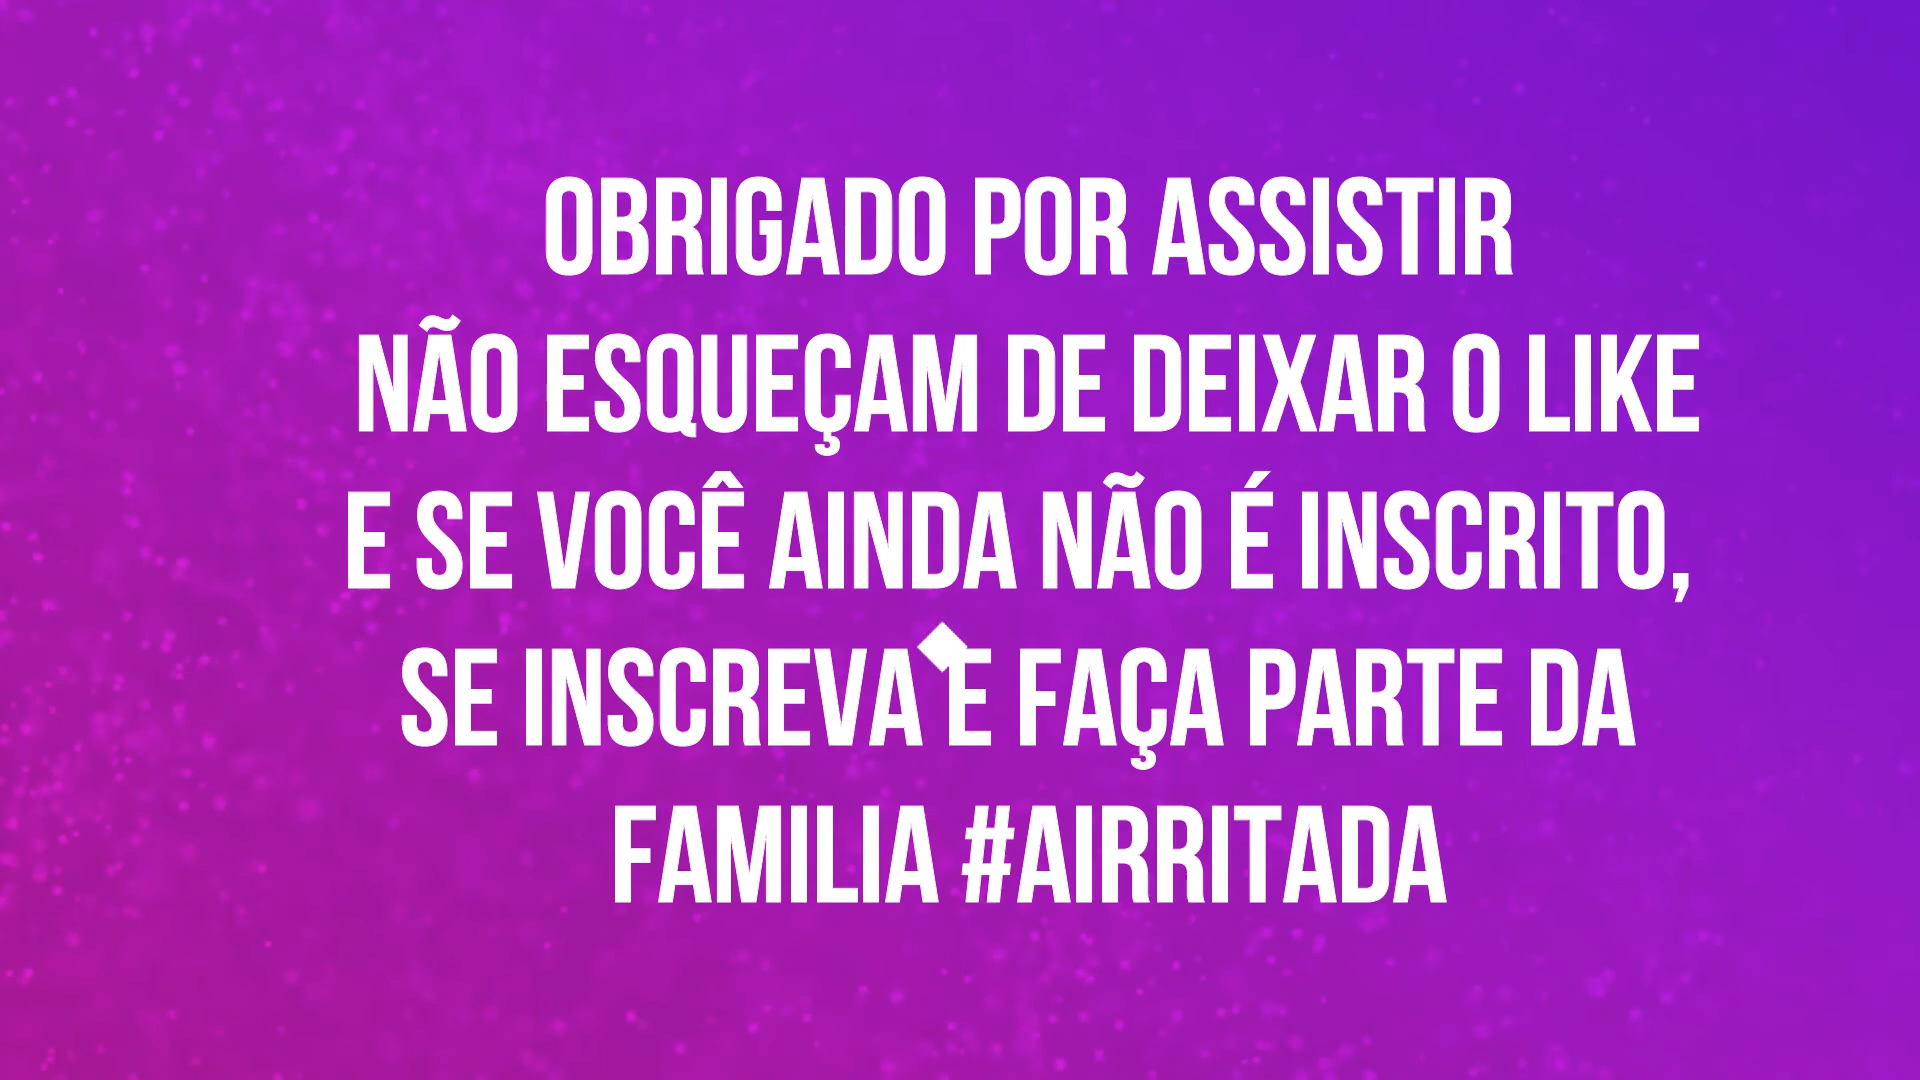 OBRIGADO POR ASSISTIR
NÃO ESQUEÇAM DE DEIXAR O LIKE
E SE VOCÊ AINDA NÃO É INSCRITO,
SE INSCREVA E FAÇA PARTE DA
FAMILIA #AIRRITADA